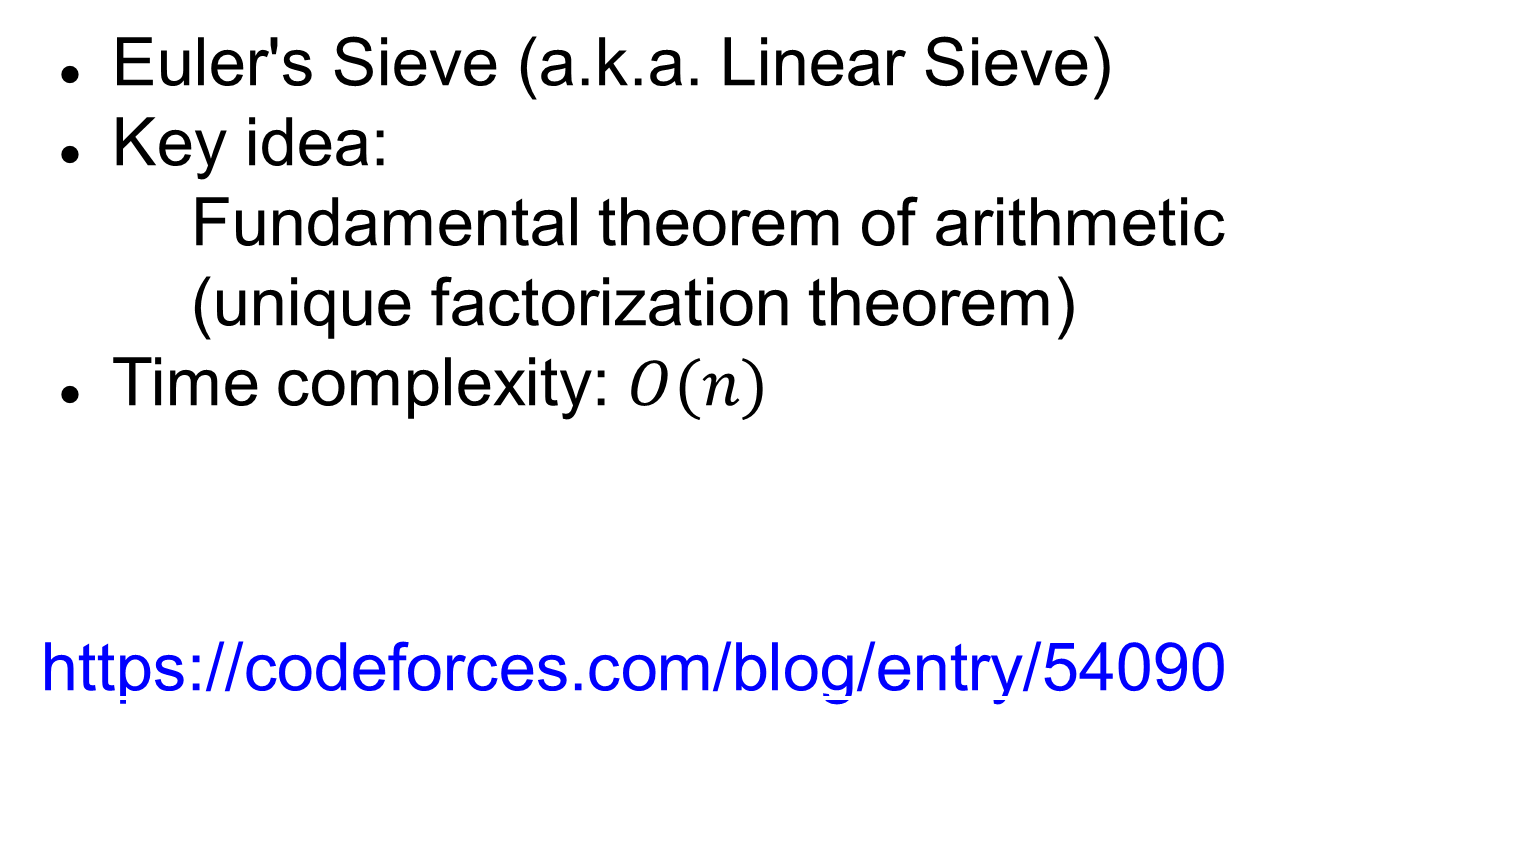 • Euler's Sieve (a.k.a. Linear Sieve)
• Key idea:
Fundamental theorem of arithmetic
(unique factorization theorem)
• Time complexity: O(n)
https://codeforces.com/blog/entry/54090